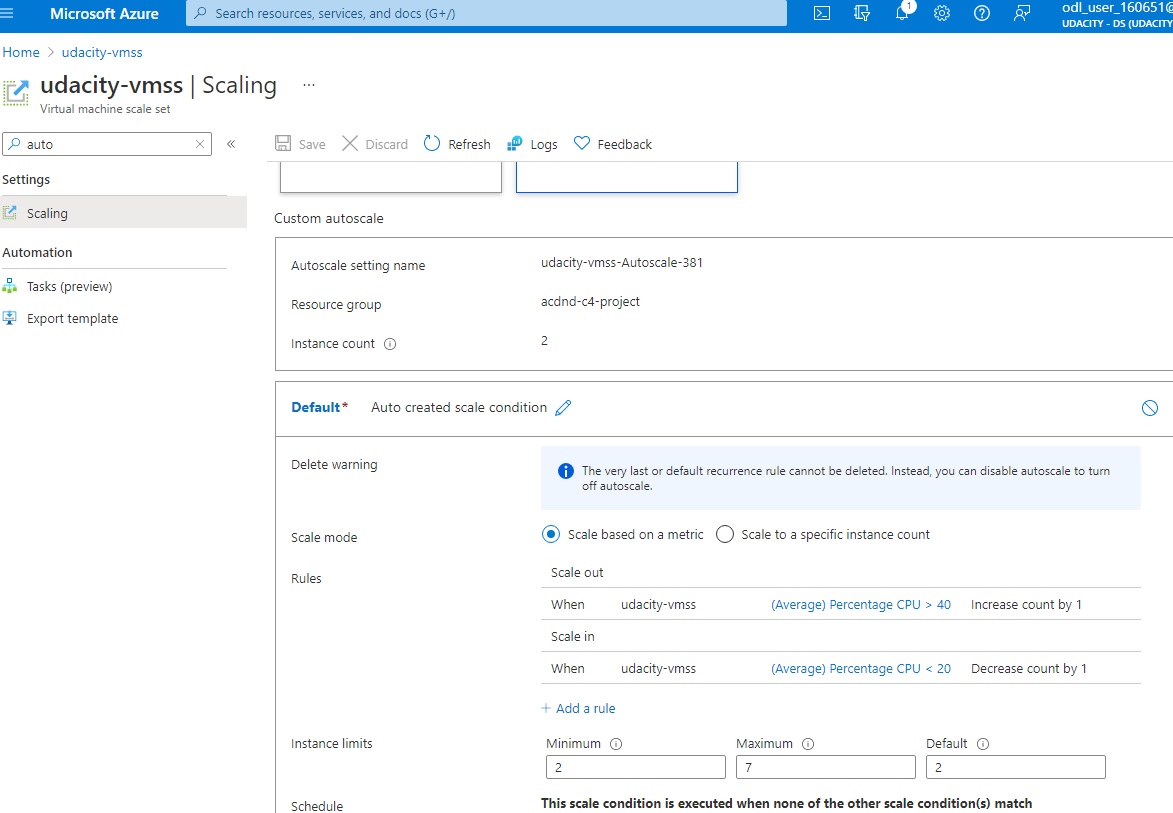 Microsoft Azure
Search resources, services, and docs (G+/)
1
odl_user_160651@
UDACITY - DS (UDACITY
Home > udacity-vmss
udacity-vmss | Scaling ...
Virtual machine scale set
auto
Save Discard Refresh Logs Feedback
Settings
Scaling
Automation
Tasks (preview)
Export template
Custom autoscale
Autoscale setting name udacity-vmss-Autoscale-381
Resource group acdnd-c4-project
Instance count 2
Default* Auto created scale condition
Delete warning
The very last or default recurrence rule cannot be deleted. Instead, you can disable autoscale to turn
off autoscale.
Scale mode Scale based on a metric Scale to a specific instance count
Rules
Scale out
When udacity-vmss (Average) Percentage CPU > 40 Increase count by 1
Scale in
When udacity-vmss (Average) Percentage CPU < 20 Decrease count by 1
+ Add a rule
Instance limits
Minimum Maximum Default
2 7 2
Schedule This scale condition is executed when none of the other scale condition(s) match